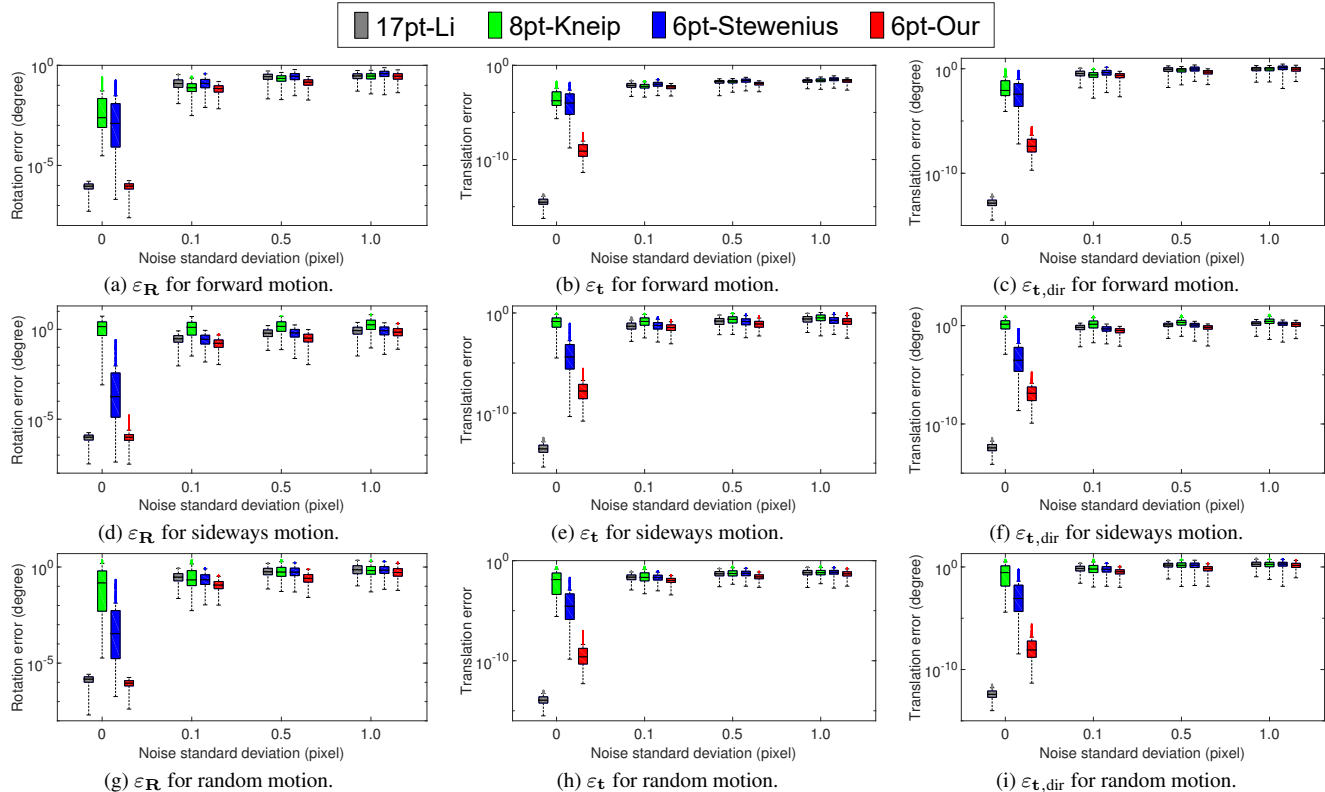 17pt-Li 8pt-Kneip 6pt-Stewenius 6pt-Our
Rotation error (degree)
10^0
10^-5
0 0.1 0.5 1.0
Noise standard deviation (pixel)
(a) ε_R for forward motion.
Translation error
10^0
10^-10
0 0.1 0.5 1.0
Noise standard deviation (pixel)
(b) ε_t for forward motion.
Translation error (degree)
10^0
10^-10
0 0.1 0.5 1.0
Noise standard deviation (pixel)
(c) ε_t,dir for forward motion.
Rotation error (degree)
10^0
10^-5
0 0.1 0.5 1.0
Noise standard deviation (pixel)
(d) ε_R for sideways motion.
Translation error
10^0
10^-10
0 0.1 0.5 1.0
Noise standard deviation (pixel)
(e) ε_t for sideways motion.
Translation error (degree)
10^0
10^-10
0 0.1 0.5 1.0
Noise standard deviation (pixel)
(f) ε_t,dir for sideways motion.
Rotation error (degree)
10^0
10^-5
0 0.1 0.5 1.0
Noise standard deviation (pixel)
(g) ε_R for random motion.
Translation error
10^0
10^-10
0 0.1 0.5 1.0
Noise standard deviation (pixel)
(h) ε_t for random motion.
Translation error (degree)
10^0
10^-10
0 0.1 0.5 1.0
Noise standard deviation (pixel)
(i) ε_t,dir for random motion.